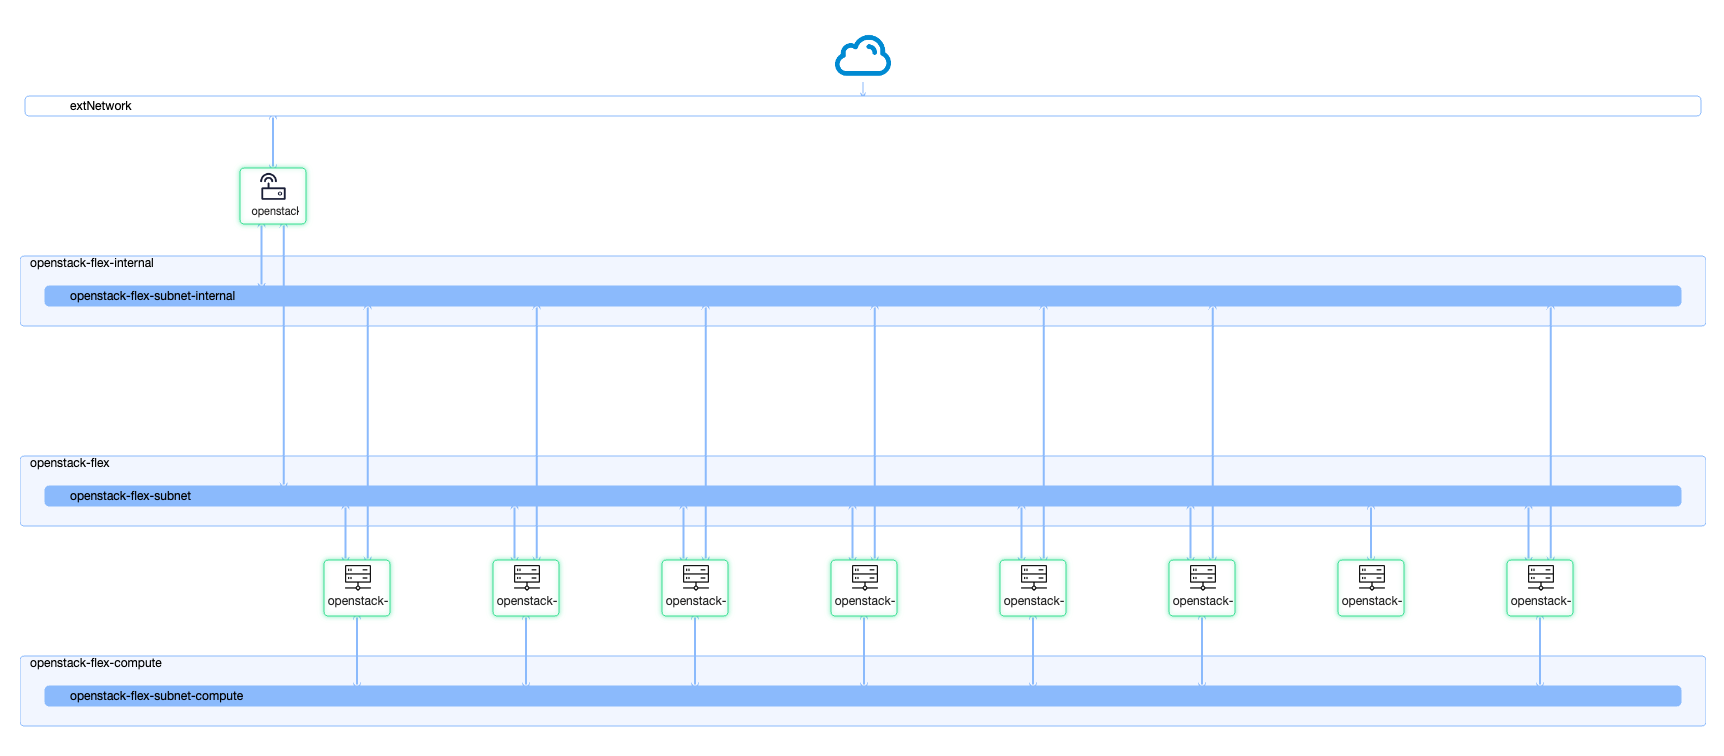 extNetwork
openstack
openstack-flex-internal
openstack-flex-subnet-internal
openstack-flex
openstack-flex-subnet
openstack-
openstack-
openstack-
openstack-
openstack-
openstack-
openstack-
openstack-
openstack-flex-compute
openstack-flex-subnet-compute